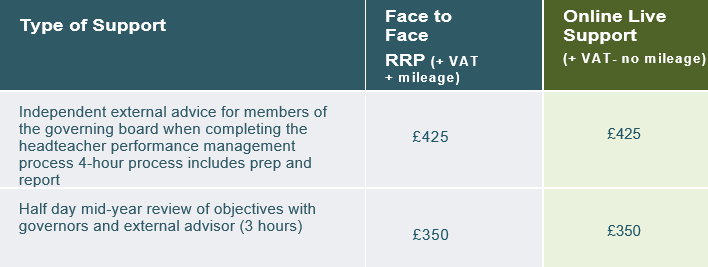 Type of Support
Face to
Face
RRP (+ VAT
+ mileage)
Online Live
Support
(+ VAT- no mileage)
Independent external advice for members of
the governing board when completing the
headteacher performance management
process 4-hour process includes prep and
report
£425
£425
Half day mid-year review of objectives with
governors and external advisor (3 hours)
£350
£350